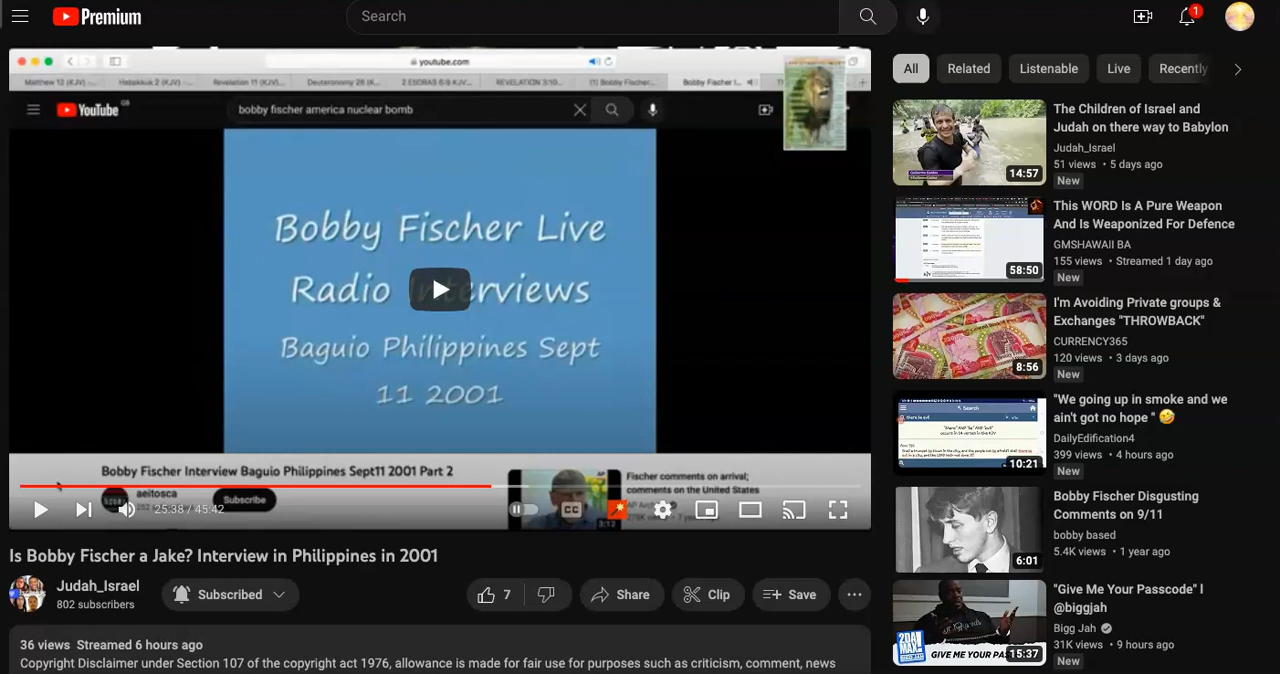 Premium
Search
1
youtube.com
Matthew 13 (KJV) -...
Habakkuk 2 (KJV) -...
Revelation 11 (KJV)...
Deuteronomy 28 (K...
2 ESDRAS 6-9 KJV...
REVELATION 3:10...
(1) Bobby Fischer...
Bobby Fischer I...
YouTube GB
bobby fischer america nuclear bomb
Bobby Fischer Live
Radio Interviews
Baguio Philippines Sept
11 2001
Bobby Fischer Interview Baguio Philippines Sept11 2001 Part 2
aeitosca
Subscribe
Fischer comments on arrival;
comments on the United States
3:12
25:38 / 45:42
CC
Is Bobby Fischer a Jake? Interview in Philippines in 2001
Judah_Israel
802 subscribers
Subscribed
7
Share
Clip
Save
36 views Streamed 6 hours ago
Copyright Disclaimer under Section 107 of the copyright act 1976, allowance is made for fair use for purposes such as criticism, comment, news
All
Related
Listenable
Live
Recently
The Children of Israel and
Judah on there way to Babylon
Judah_Israel
51 views • 5 days ago
New
14:57
This WORD Is A Pure Weapon
And Is Weaponized For Defence
GMSHAWAII BA
155 views • Streamed 1 day ago
New
58:50
I'm Avoiding Private groups &
Exchanges "THROWBACK"
CURRENCY365
120 views • 3 days ago
New
8:56
"We going up in smoke and we
ain't got no hope " 🤣
DailyEdification4
399 views • 4 hours ago
New
Search
10:21
Bobby Fischer Disgusting
Comments on 9/11
bobby based
5.4K views • 1 year ago
6:01
"Give Me Your Passcode" I
@biggjah
Bigg Jah
31K views • 9 hours ago
New
2DA
MAX!
GIVE ME YOUR PAS
15:37